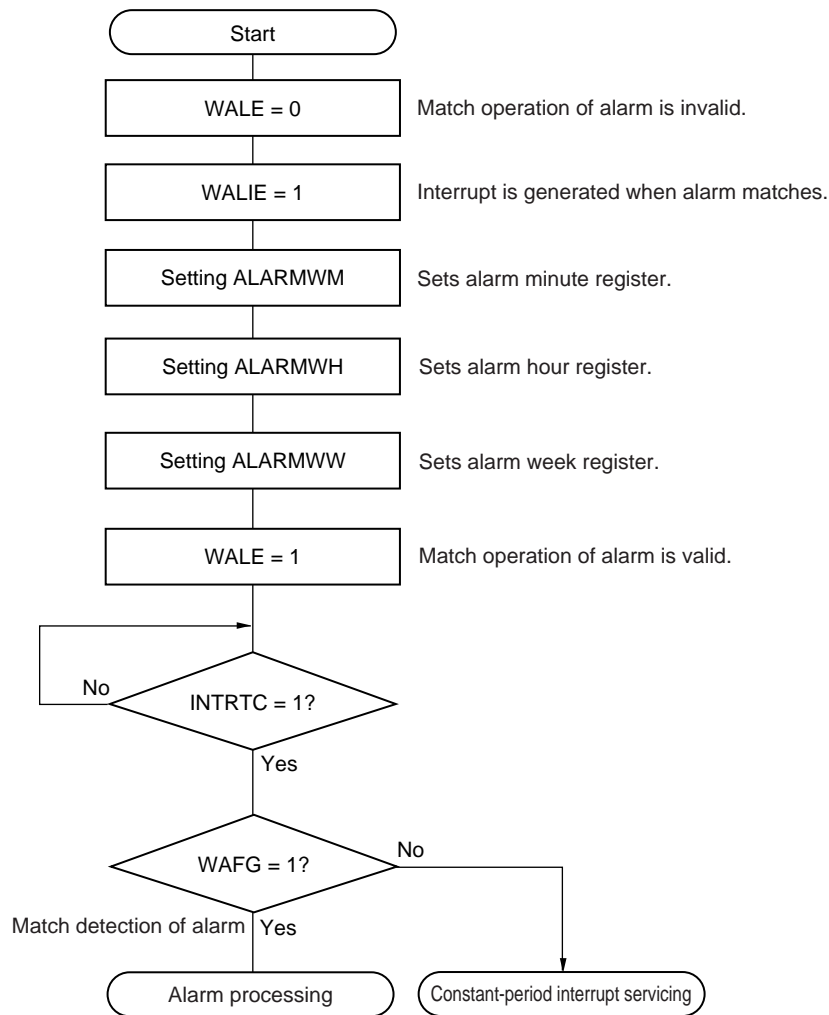 Start
WALE = 0
Match operation of alarm is invalid.
WALIE = 1
Interrupt is generated when alarm matches.
Setting ALARMWM
Sets alarm minute register.
Setting ALARMWH
Sets alarm hour register.
Setting ALARMWW
Sets alarm week register.
WALE = 1
Match operation of alarm is valid.
No
INTRTC = 1?
Yes
WAFG = 1?
No
Match detection of alarm
Yes
Alarm processing
Constant-period interrupt servicing